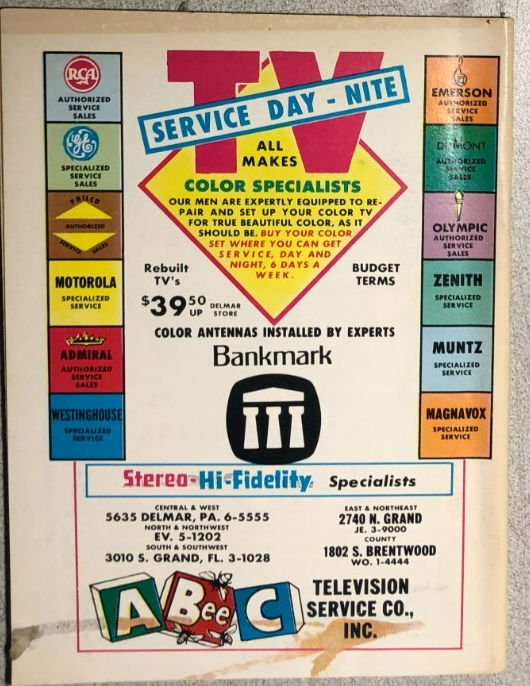 RCA
AUTHORIZED
SERVICE
SALES
GE
SPECIALIZED
SERVICE
SALES
PHILCO
AUTHORIZED
SERVICE SALES
MOTOROLA
SPECIALIZED
SERVICE
ADMIRAL
AUTHORIZED
SERVICE
SALES
WESTINGHOUSE
SPECIALIZED
SERVICE
TV
SERVICE DAY - NITE
ALL
MAKES
COLOR SPECIALISTS
OUR MEN ARE EXPERTLY EQUIPPED TO RE-
PAIR AND SET UP YOUR COLOR TV
FOR TRUE BEAUTIFUL COLOR, AS IT
SHOULD BE. BUY YOUR COLOR
SET WHERE YOU CAN GET
SERVICE, DAY AND
NIGHT, 6 DAYS A
WEEK.
Rebuilt
TV's
$39.50 UP DELMAR STORE
BUDGET
TERMS
COLOR ANTENNAS INSTALLED BY EXPERTS
Bankmark
EMERSON
AUTHORIZED
SERVICE
SALES
DUMONT
AUTHORIZED
SERVICE
SALES
OLYMPIC
AUTHORIZED
SERVICE
SALES
ZENITH
SPECIALIZED
SERVICE
MUNTZ
SPECIALIZED
SERVICE
MAGNAVOX
SPECIALIZED
SERVICE
Stereo-Hi-Fidelity Specialists
CENTRAL & WEST
5635 DELMAR, PA. 6-5555
NORTH & NORTHWEST
EV. 5-1202
SOUTH & SOUTHWEST
3010 S. GRAND, FL. 3-1028
EAST & NORTHEAST
2740 N. GRAND
JE. 3-9000
COUNTY
1802 S. BRENTWOOD
WO. 1-4444
A Bee C
TELEVISION
SERVICE CO.,
INC.